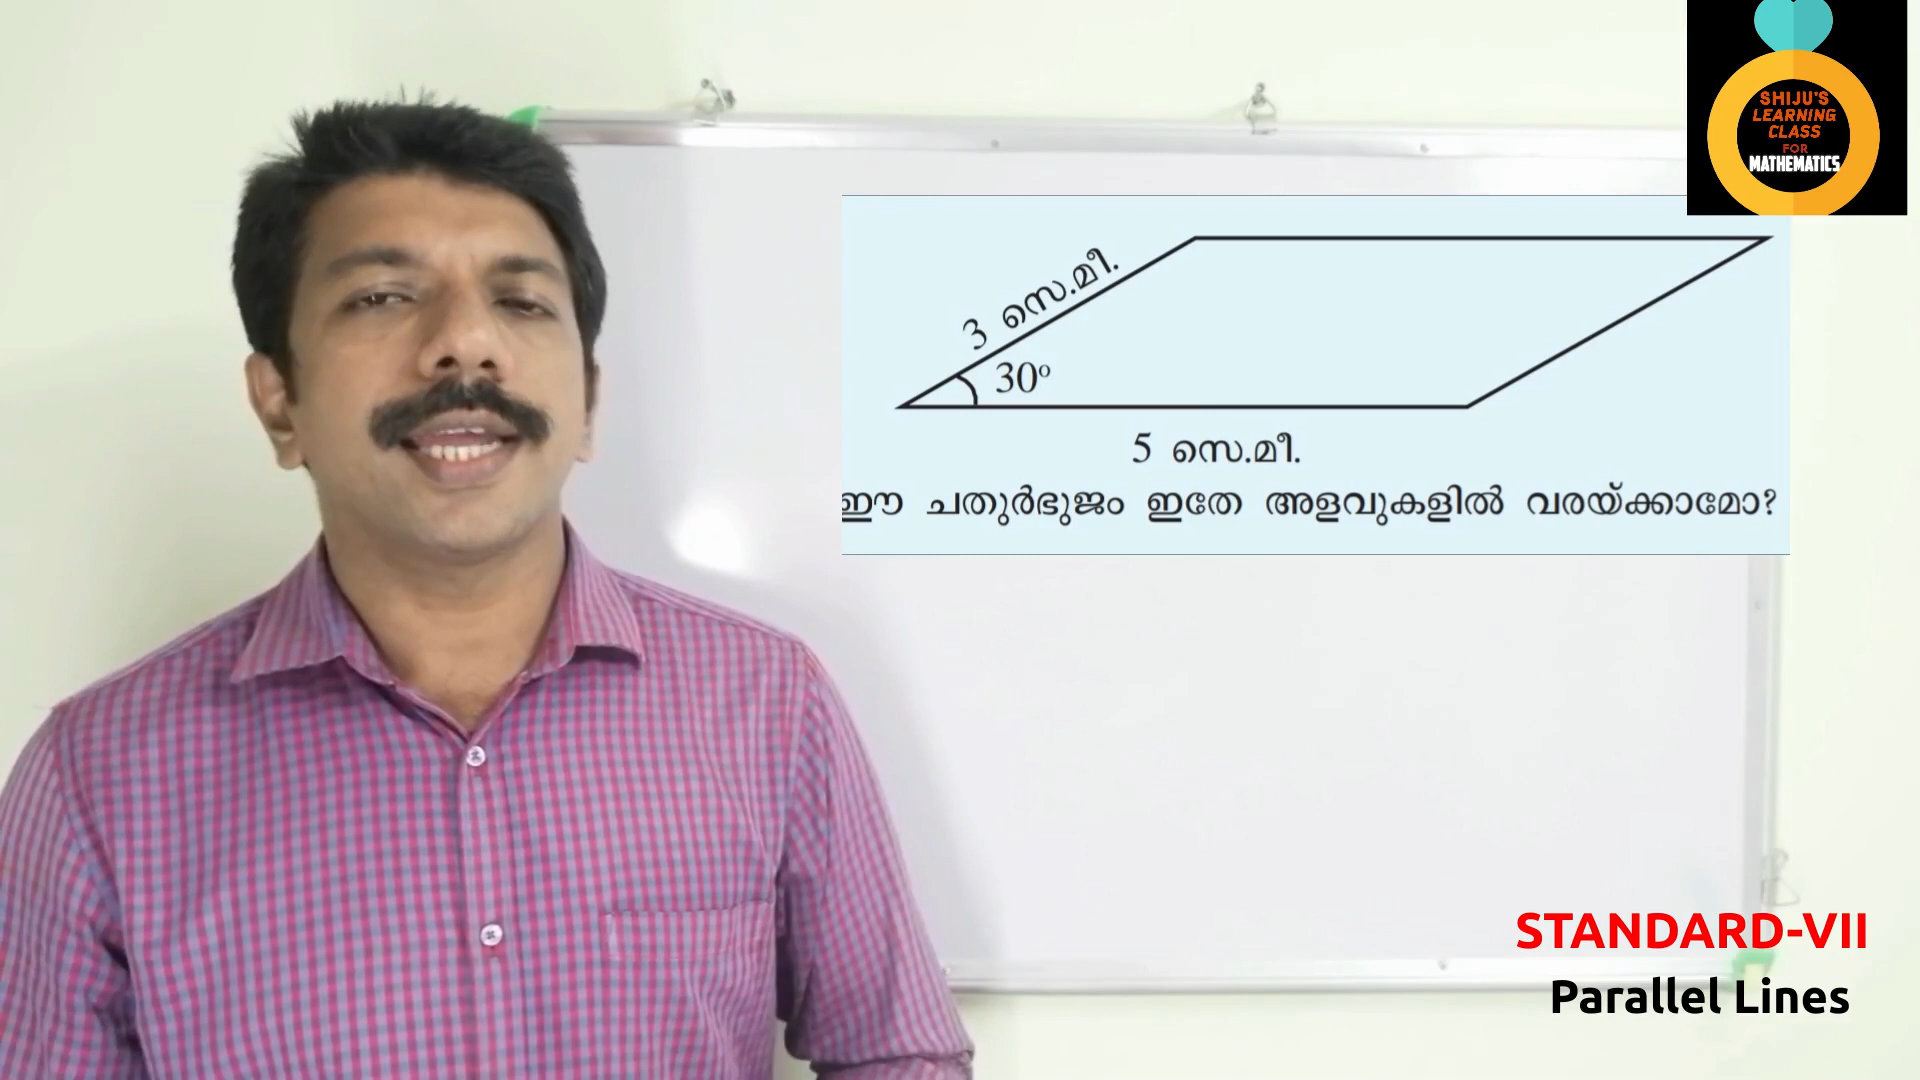 SHIJU'S
LEARNING
CLASS
FOR
MATHEMATICS
3 സെ.മീ.
30°
5 സെ.മീ.
ഈ ചതുർഭുജം ഇതേ അളവുകളിൽ വരയ്ക്കാമോ?
STANDARD-VII
Parallel Lines